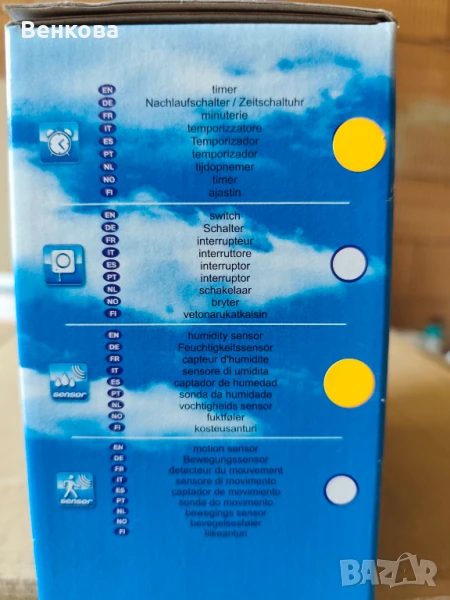 Венкова
EN timer
DE Nachlaufschalter / Zeitschaltuhr
FR minuterie
IT temporizzatore
ES Temporizador
PT temporizador
NL tijdopnemer
NO timer
FI ajastin
EN switch
DE Schalter
FR interrupteur
IT interruttore
ES interruptor
PT interruptor
NL schakelaar
NO bryter
FI vetonarukatkaisin
EN humidity sensor
DE Feuchtigkeitssensor
FR capteur d'humidite
IT sensore di umidita
ES captador de humedad
PT sonda da humidade
NL vochtigheids sensor
NO fuktføler
FI kosteusanturi
sensor
EN motion sensor
DE Bewegungssensor
FR detecteur du mouvement
IT sensore di movimento
ES captador de movimiento
PT sonda do movimento
NL bewegings sensor
NO bevegelsesføler
FI liikeanturi
sensor
BAZAR